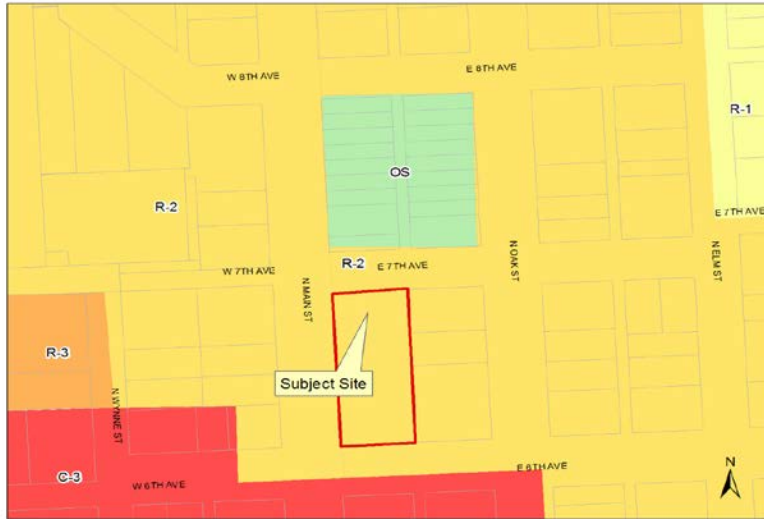 W 8TH AVE
E 8TH AVE
R-1
OS
R-2
E 7TH AVE
W 7TH AVE
R-2
E 7TH AVE
N MAIN ST
N OAK ST
N ELM ST
R-3
Subject Site
N WYNNE ST
C-3
W 6TH AVE
E 6TH AVE
N